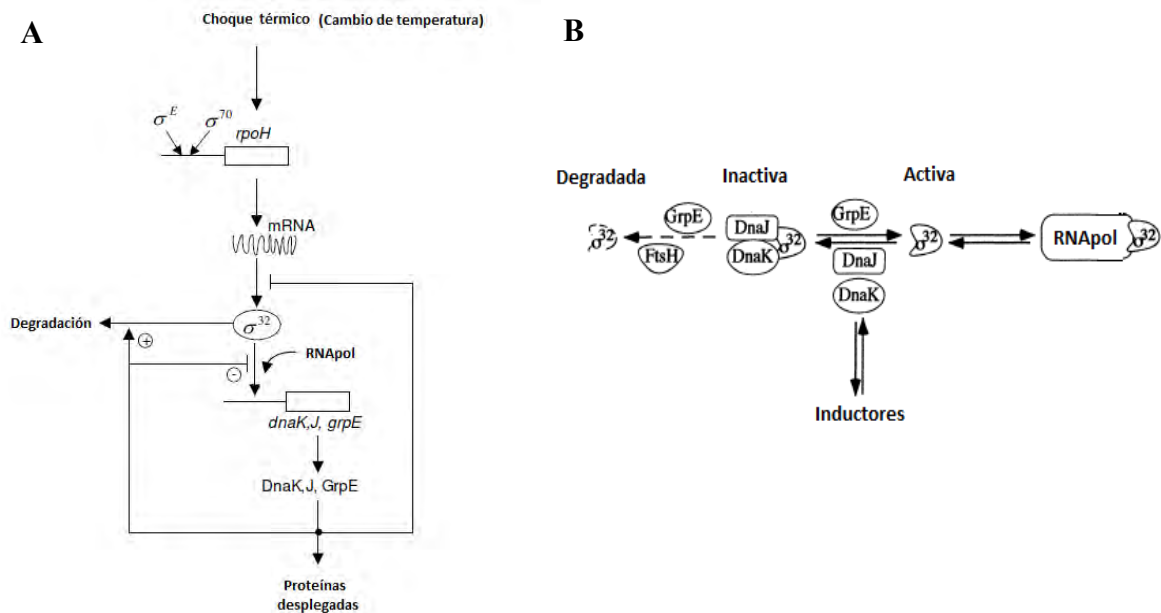 A
Choque térmico (Cambio de temperatura)
σᴱ
σ⁷⁰
rpoH
mRNA
Degradación
σ³²
+
RNApol
-
dnaK,J, grpE
DnaK,J, GrpE
Proteínas
desplegadas
B
Degradada
Inactiva
Activa
σ³²
GrpE
FtsH
DnaJ
DnaK
σ³²
GrpE
DnaJ
DnaK
σ³²
RNApol
σ³²
Inductores